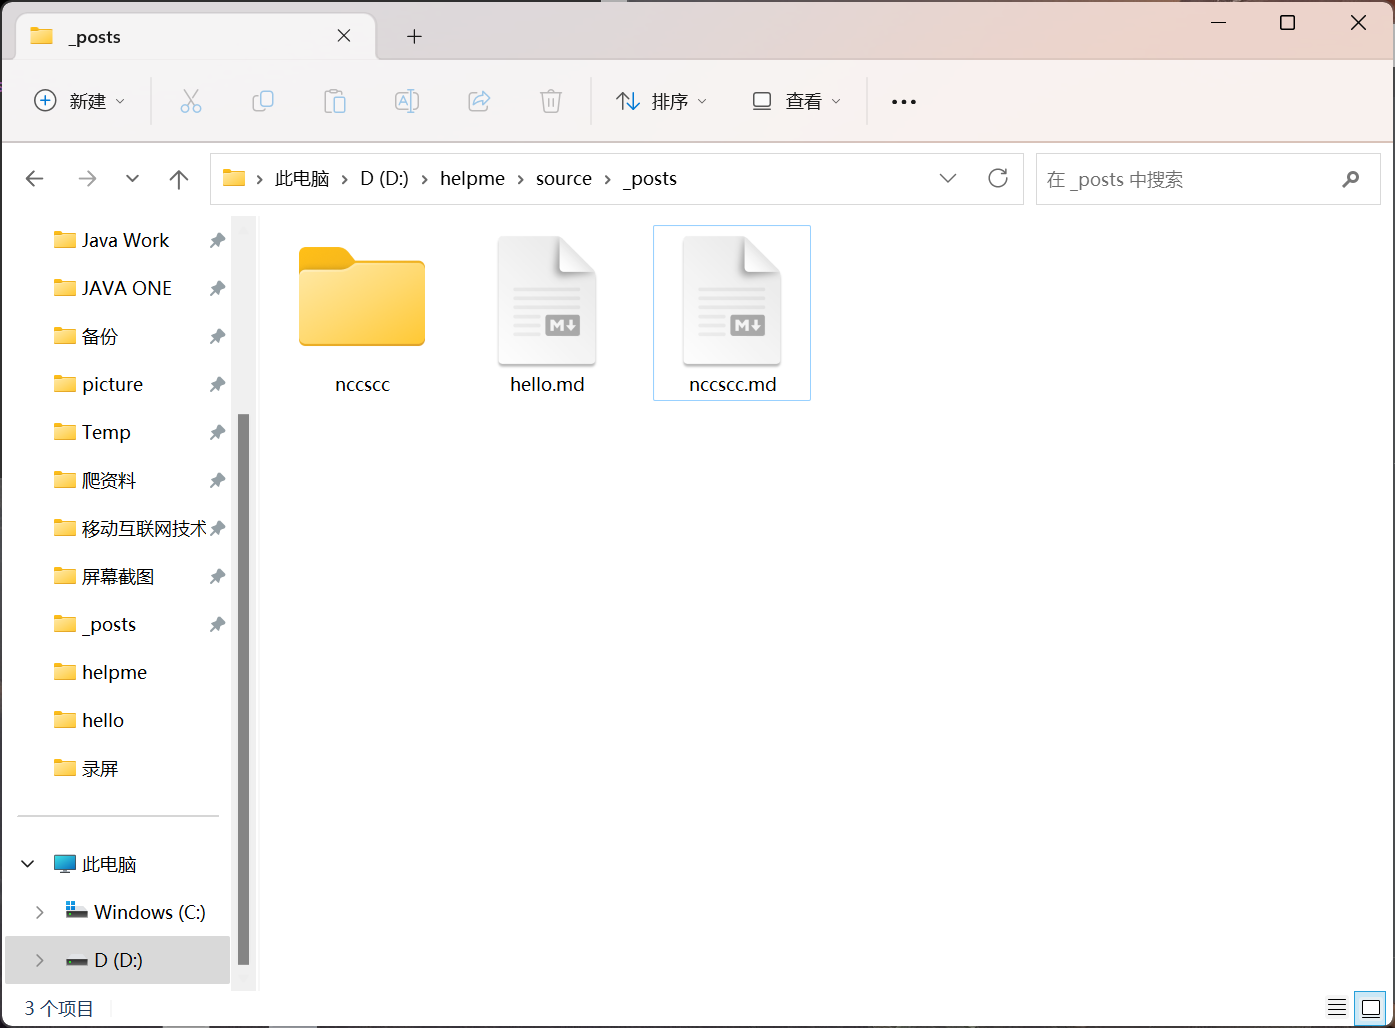 _posts
新建
排序
查看
此电脑 D (D:) helpme source _posts
在 _posts 中搜索
Java Work
JAVA ONE
备份
picture
Temp
爬资料
移动互联网技术
屏幕截图
_posts
helpme
hello
录屏
此电脑
Windows (C:)
D (D:)
nccscc
M
hello.md
M
nccscc.md
3 个项目